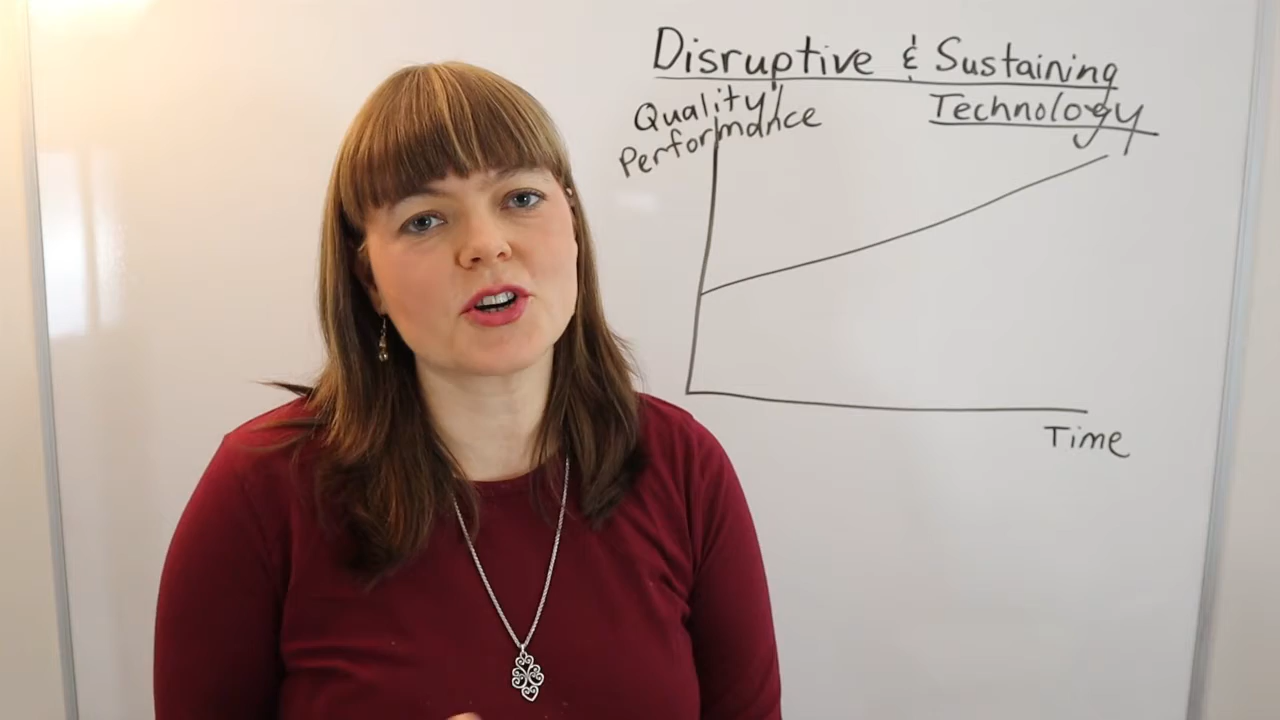 Disruptive & Sustaining
Technology
Quality/
Performance
Time